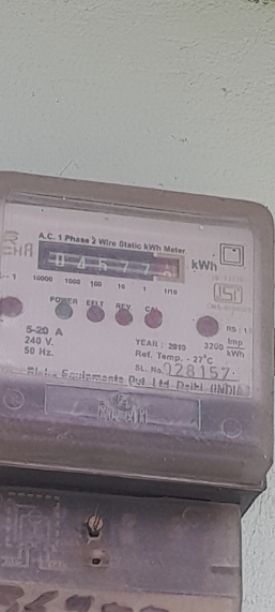 A.C. 1 Phase 2 Wire Static kWh Meter
kWh
10000 1000 100 10 1 1/10
POWER EELT REV CAL
5-20 A
240 V.
50 Hz.
YEAR : 2010
3200 Imp/kWh
Ref. Temp. - 27°C
SL. No. 028157
Equipments Pvt. Ltd. Delhi (INDIA)